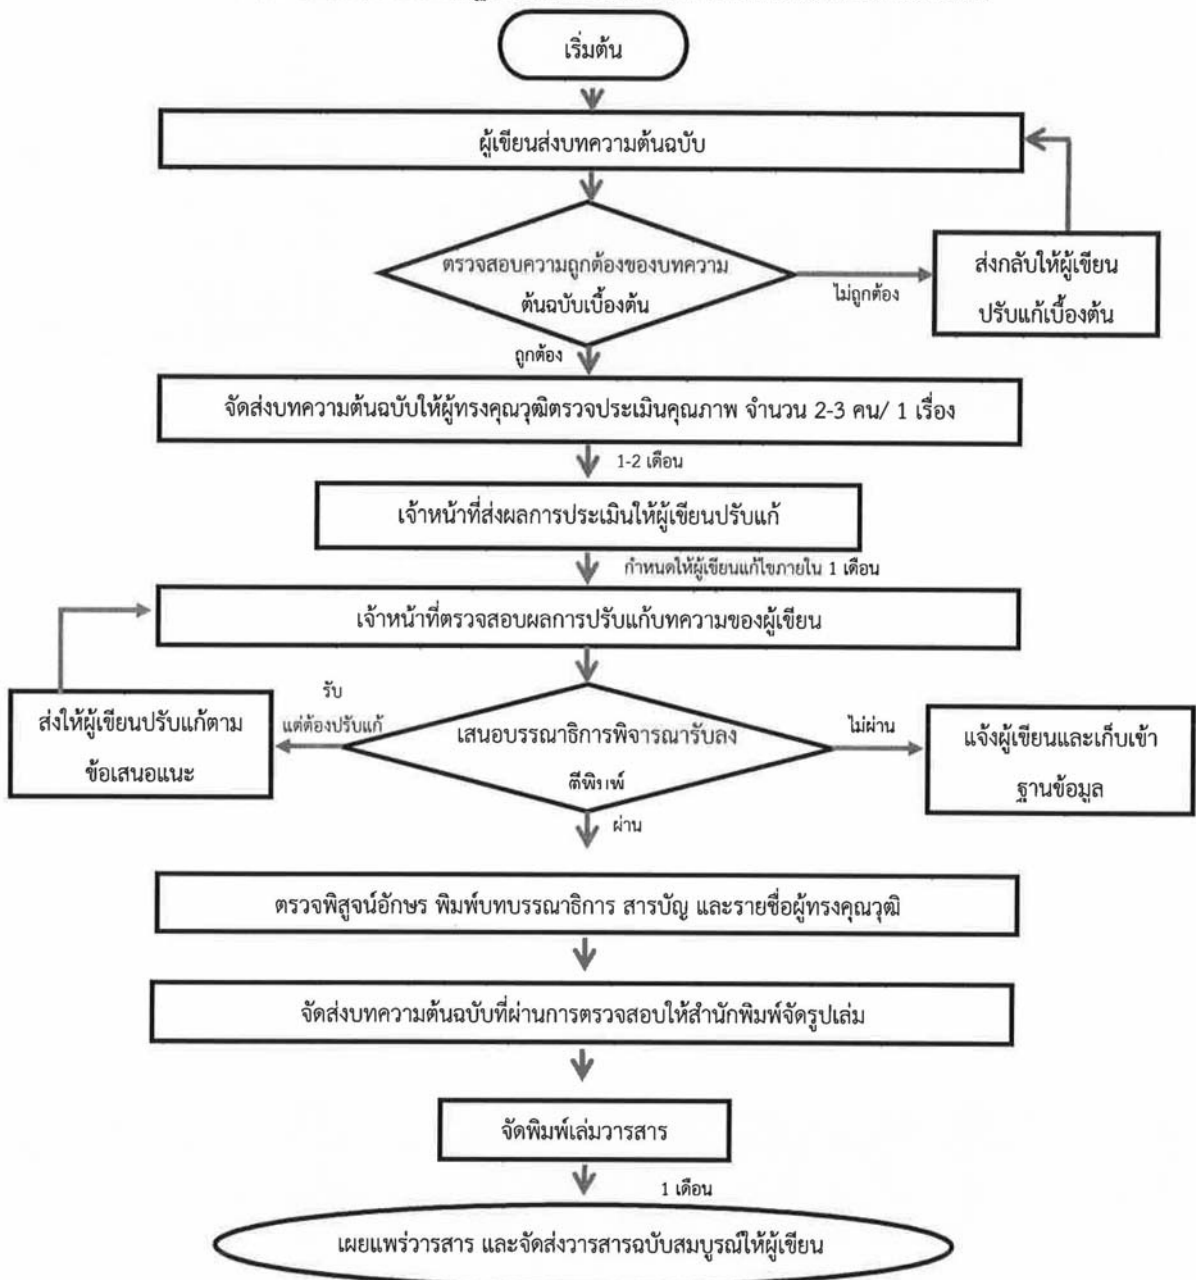 เริ่มต้น
ผู้เขียนส่งบทความต้นฉบับ
ตรวจสอบความถูกต้องของบทความ
ต้นฉบับเบื้องต้น
ไม่ถูกต้อง
ส่งกลับให้ผู้เขียน
ปรับแก้เบื้องต้น
ถูกต้อง
จัดส่งบทความต้นฉบับให้ผู้ทรงคุณวุฒิตรวจประเมินคุณภาพ จำนวน 2-3 คน/ 1 เรื่อง
1-2 เดือน
เจ้าหน้าที่ส่งผลการประเมินให้ผู้เขียนปรับแก้
กำหนดให้ผู้เขียนแก้ไขภายใน 1 เดือน
เจ้าหน้าที่ตรวจสอบผลการปรับแก้บทความของผู้เขียน
ส่งให้ผู้เขียนปรับแก้ตาม
ข้อเสนอแนะ
รับ
แต่ต้องปรับแก้
เสนอบรรณาธิการพิจารณารับลง
ตีพิมพ์
ไม่ผ่าน
แจ้งผู้เขียนและเก็บเข้า
ฐานข้อมูล
ผ่าน
ตรวจพิสูจน์อักษร พิมพ์บทบรรณาธิการ สารบัญ และรายชื่อผู้ทรงคุณวุฒิ
จัดส่งบทความต้นฉบับที่ผ่านการตรวจสอบให้สำนักพิมพ์จัดรูปเล่ม
จัดพิมพ์เล่มวารสาร
1 เดือน
เผยแพร่วารสาร และจัดส่งวารสารฉบับสมบูรณ์ให้ผู้เขียน